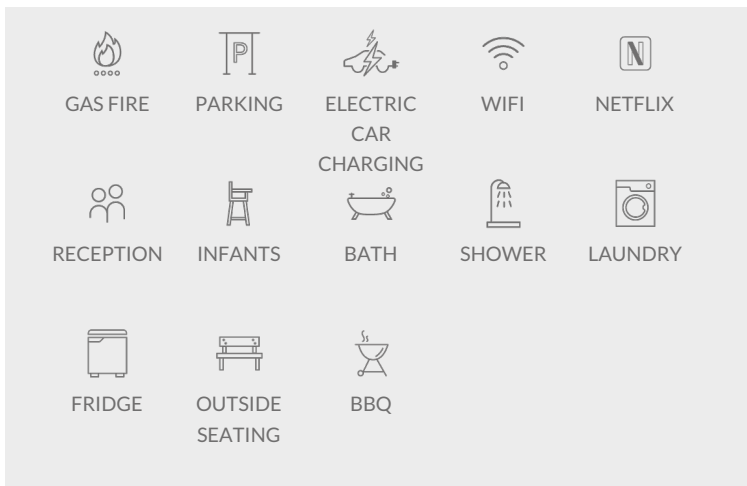 P
N
GAS FIRE
PARKING
ELECTRIC
CAR
CHARGING
WIFI
NETFLIX
RECEPTION
INFANTS
BATH
SHOWER
LAUNDRY
FRIDGE
OUTSIDE
SEATING
BBQ